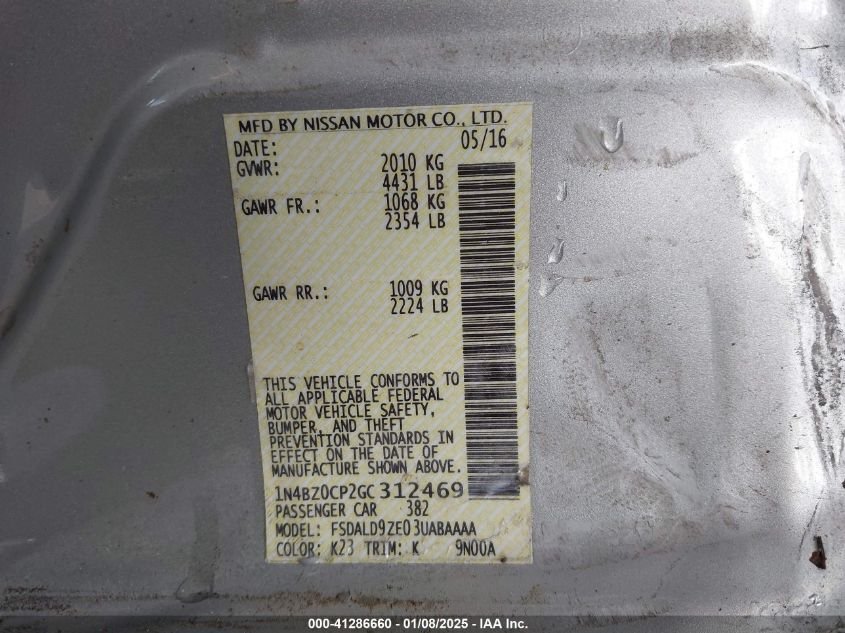 MFD BY NISSAN MOTOR CO., LTD.
DATE: 05/16
GVWR: 2010 KG
4431 LB
GAWR FR.: 1068 KG
2354 LB
GAWR RR.: 1009 KG
2224 LB
THIS VEHICLE CONFORMS TO
ALL APPLICABLE FEDERAL
MOTOR VEHICLE SAFETY,
BUMPER, AND THEFT
PREVENTION STANDARDS IN
EFFECT ON THE DATE OF
MANUFACTURE SHOWN ABOVE.
1N4BZ0CP2GC312469
PASSENGER CAR 382
MODEL: FSDALD9ZE03UABAAAA
COLOR: K23 TRIM: K 9N00A
000-41286660 - 01/08/2025 - IAA Inc.